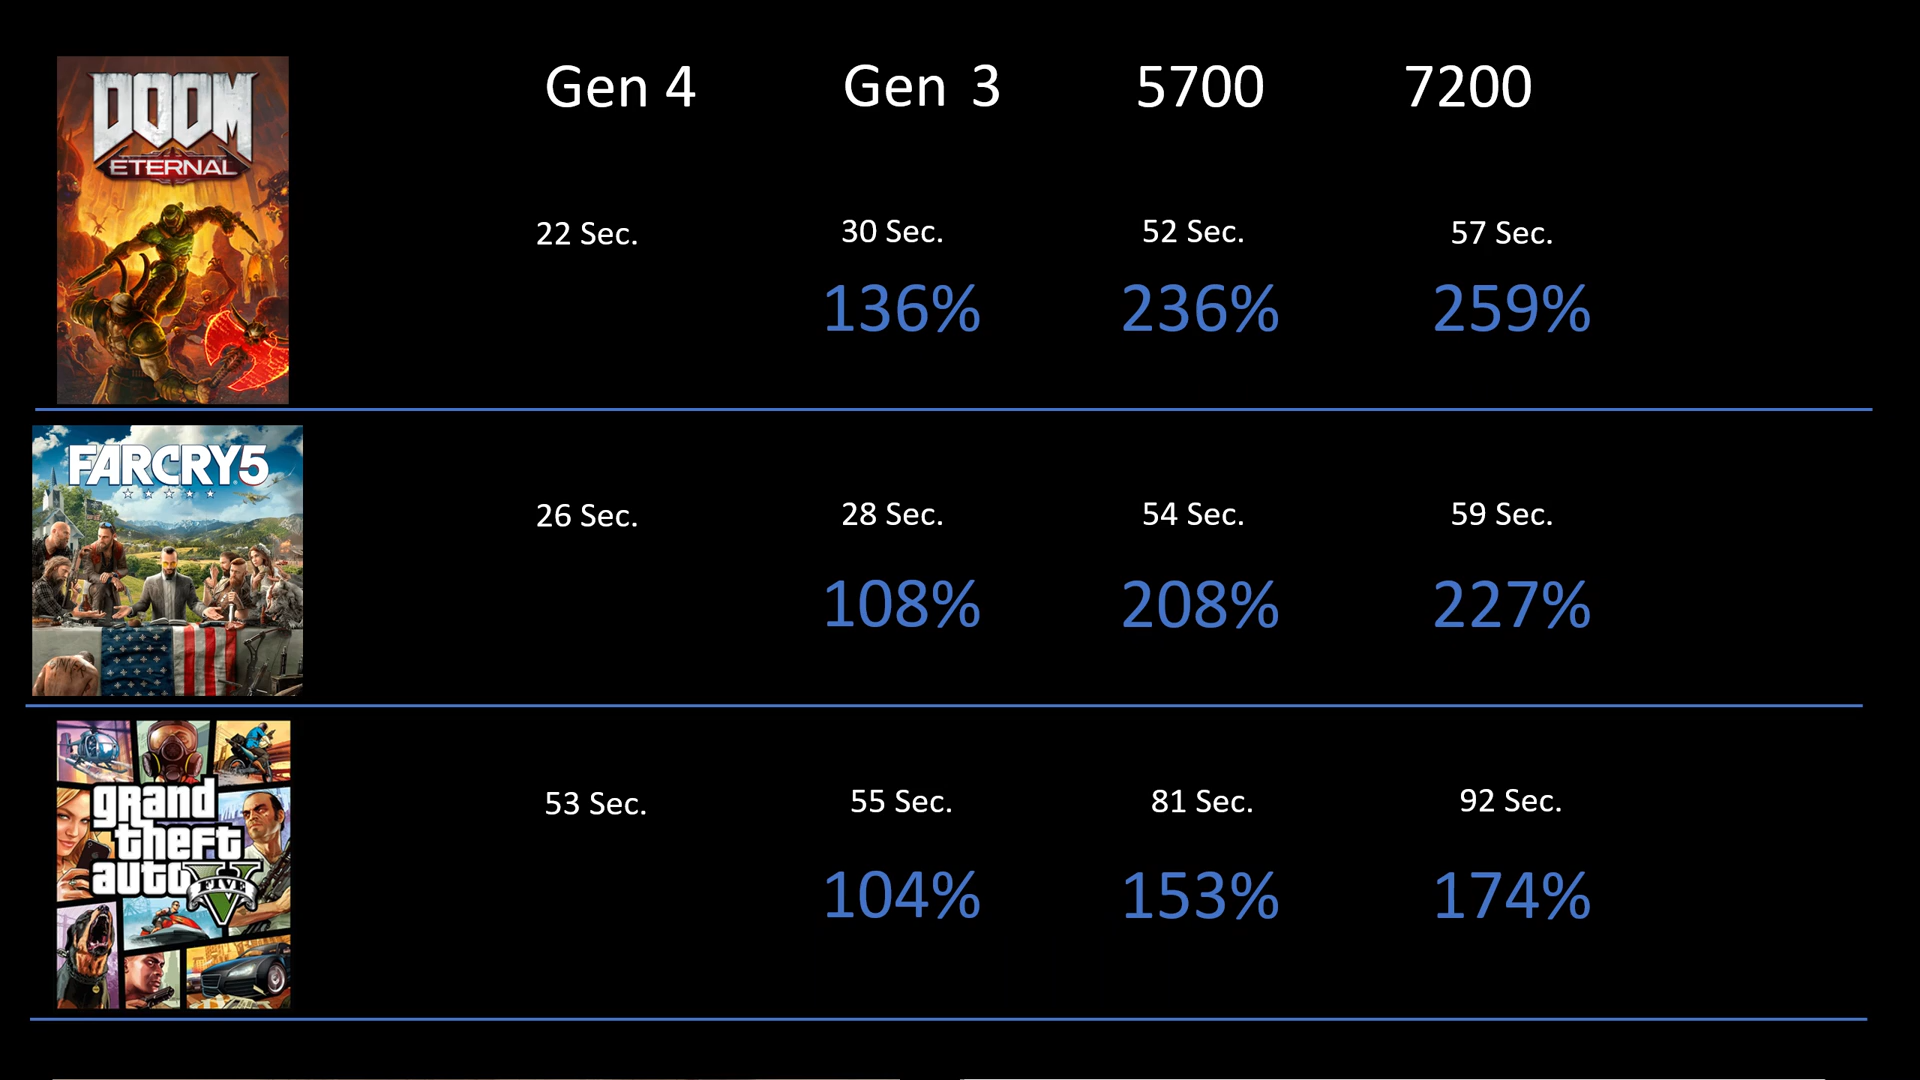 DOOM
ETERNAL
Gen 4 Gen 3 5700 7200
22 Sec. 30 Sec. 52 Sec. 57 Sec.
136% 236% 259%
FARCRY5
26 Sec. 28 Sec. 54 Sec. 59 Sec.
108% 208% 227%
grand
theft
auto
FIVE
V
53 Sec. 55 Sec. 81 Sec. 92 Sec.
104% 153% 174%